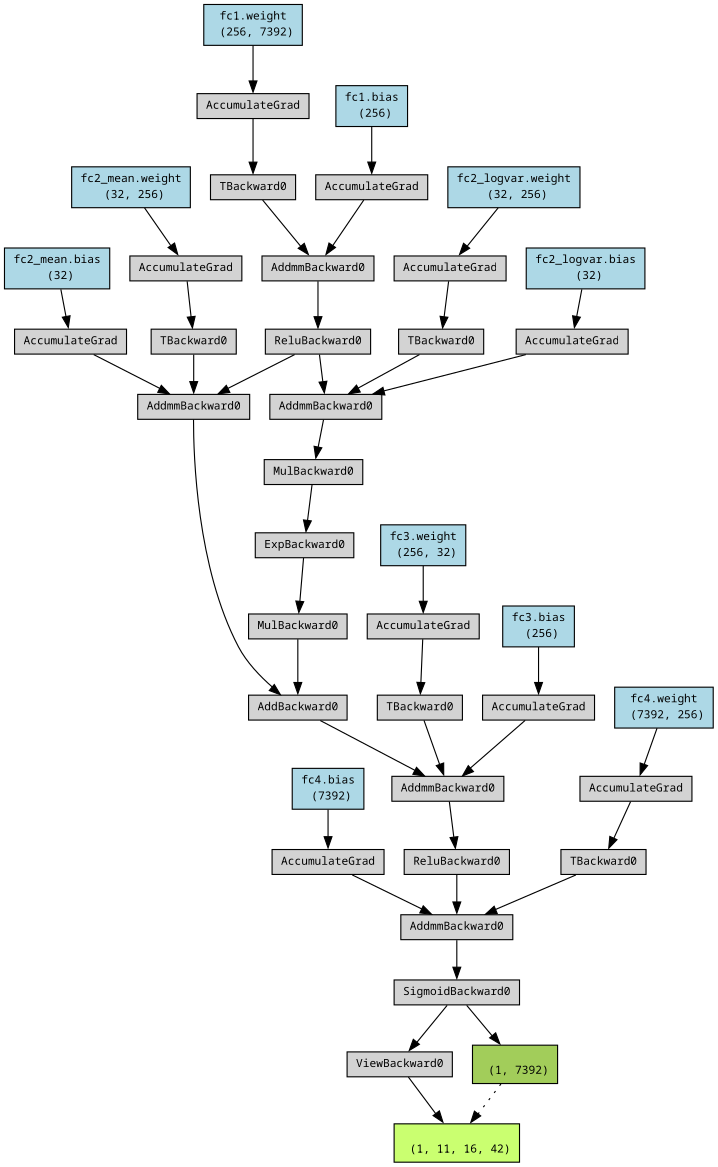 fc1.weight
(256, 7392)
AccumulateGrad
fc1.bias
(256)
fc2_mean.weight
(32, 256)
TBackward0
AccumulateGrad
fc2_logvar.weight
(32, 256)
fc2_mean.bias
(32)
AccumulateGrad
AddmmBackward0
AccumulateGrad
fc2_logvar.bias
(32)
AccumulateGrad
TBackward0
ReluBackward0
TBackward0
AccumulateGrad
AddmmBackward0
AddmmBackward0
MulBackward0
ExpBackward0
fc3.weight
(256, 32)
MulBackward0
AccumulateGrad
fc3.bias
(256)
AddBackward0
TBackward0
AccumulateGrad
fc4.weight
(7392, 256)
fc4.bias
(7392)
AddmmBackward0
AccumulateGrad
AccumulateGrad
ReluBackward0
TBackward0
AddmmBackward0
SigmoidBackward0
ViewBackward0
(1, 7392)
(1, 11, 16, 42)